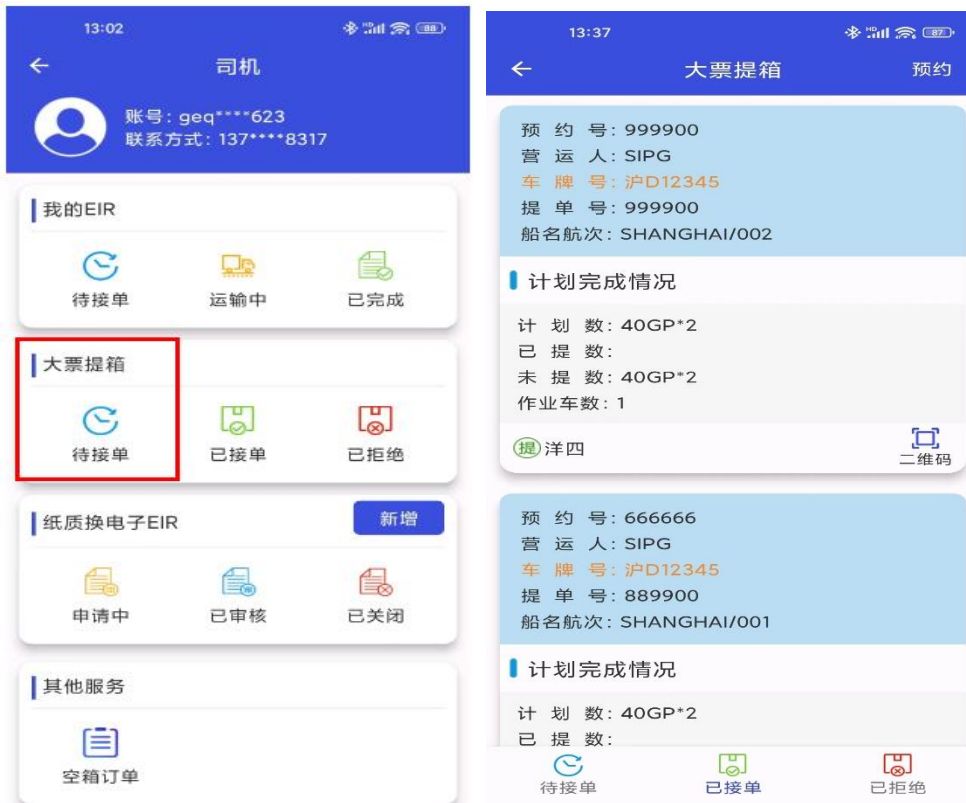 13:02
88
司机
账号: geq****623
联系方式: 137****8317
我的EIR
待接单 运输中 已完成
大票提箱
待接单 已接单 已拒绝
纸质换电子EIR 新增
申请中 已审核 已关闭
其他服务
空箱订单
13:37
87
大票提箱 预约
预约号: 999900
营运人: SIPG
车牌号: 沪D12345
提单号: 999900
船名航次: SHANGHAI/002
计划完成情况
计划数: 40GP*2
已提数:
未提数: 40GP*2
作业车数: 1
提 洋四 二维码
预约号: 666666
营运人: SIPG
车牌号: 沪D12345
提单号: 889900
船名航次: SHANGHAI/001
计划完成情况
计划数: 40GP*2
已提数:
待接单 已接单 已拒绝